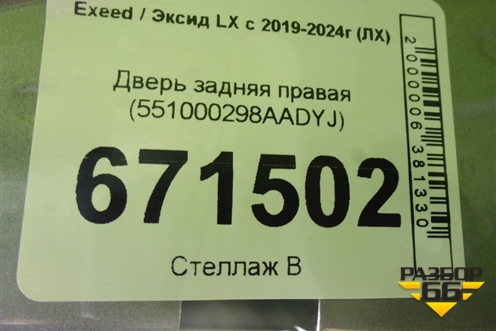 Exeed / Эксид LX с 2019-2024г (ЛХ)
Дверь задняя правая
(551000298AADYJ)
671502
Стеллаж В
2000006381330
РАЗБОР
66